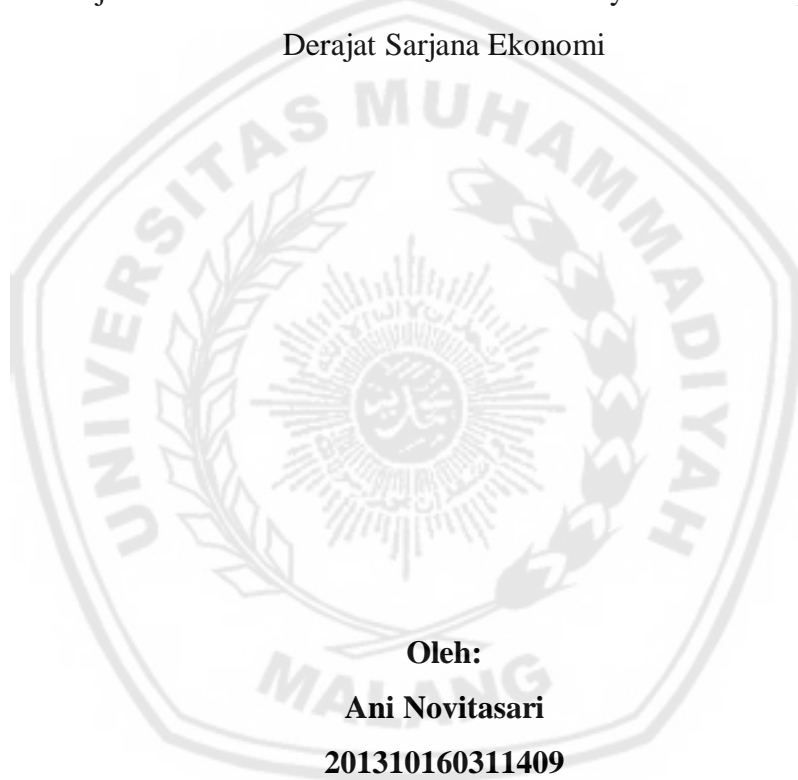 Derajat Sarjana Ekonomi
UNIVERSITAS MUHAMMADIYAH
MALANG
Oleh:
Ani Novitasari
201310160311409